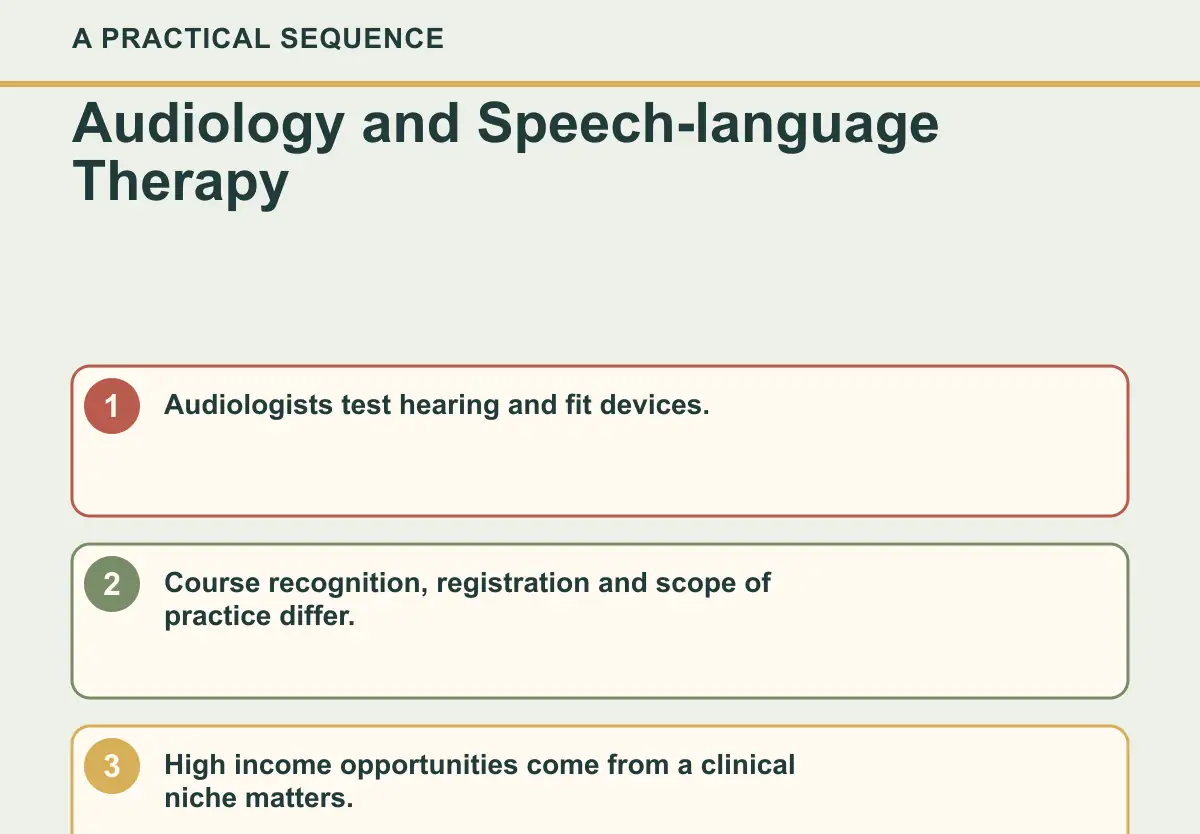 A PRACTICAL SEQUENCE
Audiology and Speech-language
Therapy
1
Audiologists test hearing and fit devices.
2
Course recognition, registration and scope of
practice differ.
3
High income opportunities come from a clinical
niche matters.